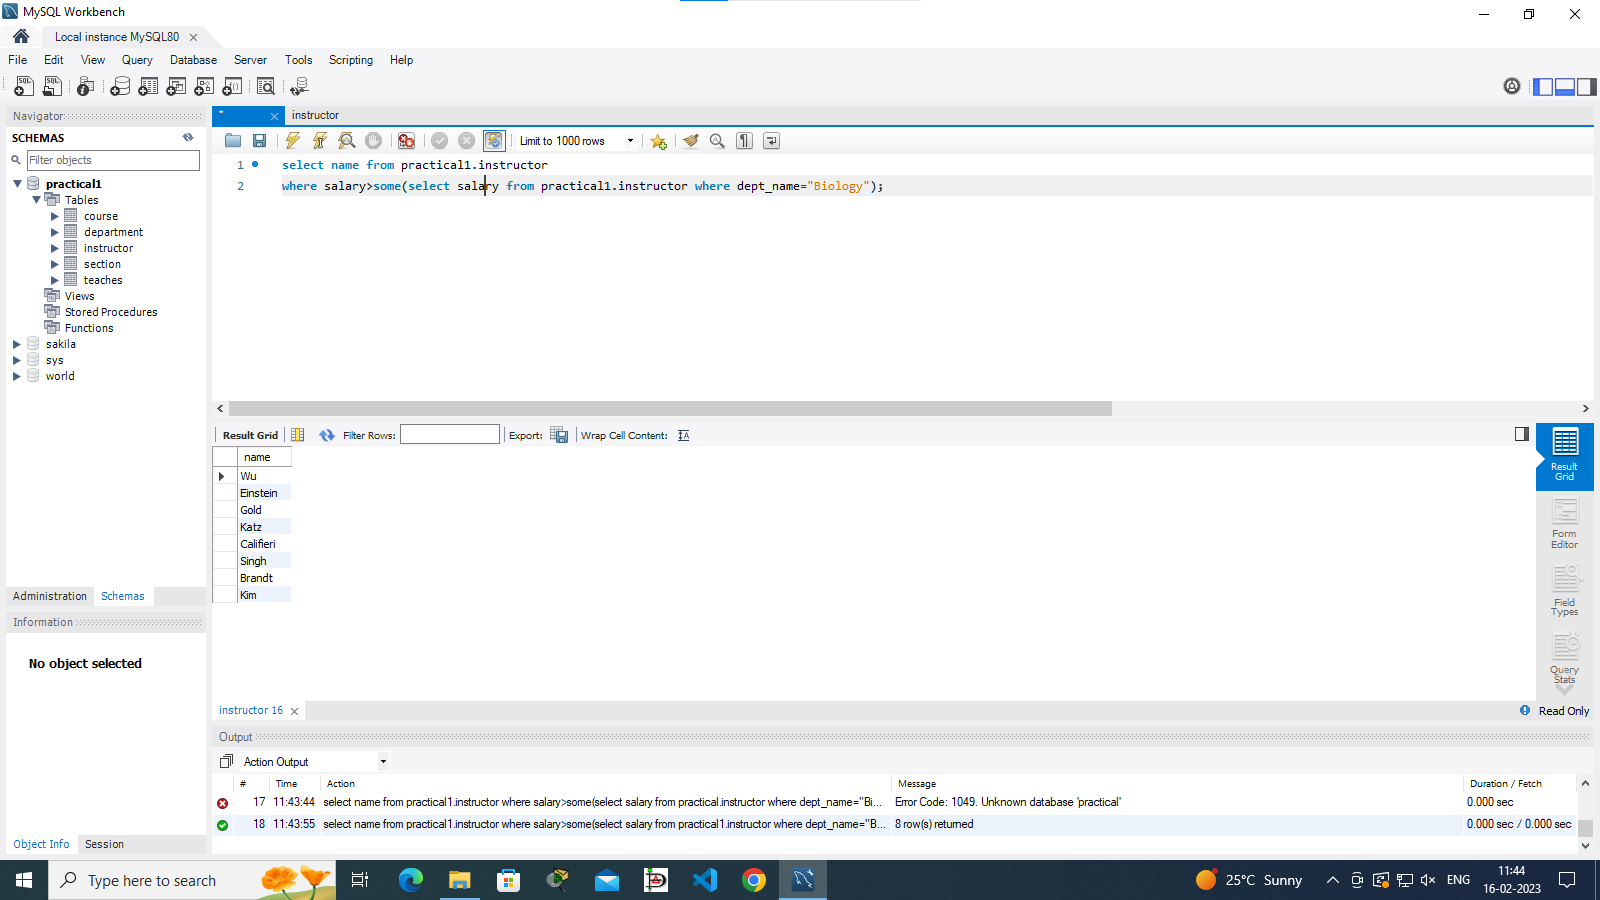 MySQL Workbench
Local instance MySQL80
File Edit View Query Database Server Tools Scripting Help
Navigator
SCHEMAS
Filter objects
practical1
Tables
course
department
instructor
section
teaches
Views
Stored Procedures
Functions
sakila
sys
world
Administration Schemas
Information
No object selected
Object Info Session
* instructor
Limit to 1000 rows
1 select name from practical1.instructor
2 where salary>some(select salary from practical1.instructor where dept_name="Biology");
Result Grid Filter Rows: Export: Wrap Cell Content:
name
Wu
Einstein
Gold
Katz
Califieri
Singh
Brandt
Kim
Result
Grid
Form
Editor
Field
Types
Query
Stats
instructor 16 Read Only
Output
Action Output
# Time Action Message Duration / Fetch
17 11:43:44 select name from practical1.instructor where salary>some(select salary from practical.instructor where dept_name="Bi... Error Code: 1049. Unknown database 'practical' 0.000 sec
18 11:43:55 select name from practical1.instructor where salary>some(select salary from practical1.instructor where dept_name="B... 8 row(s) returned 0.000 sec / 0.000 sec
Type here to search
25°C Sunny ENG 11:44
16-02-2023